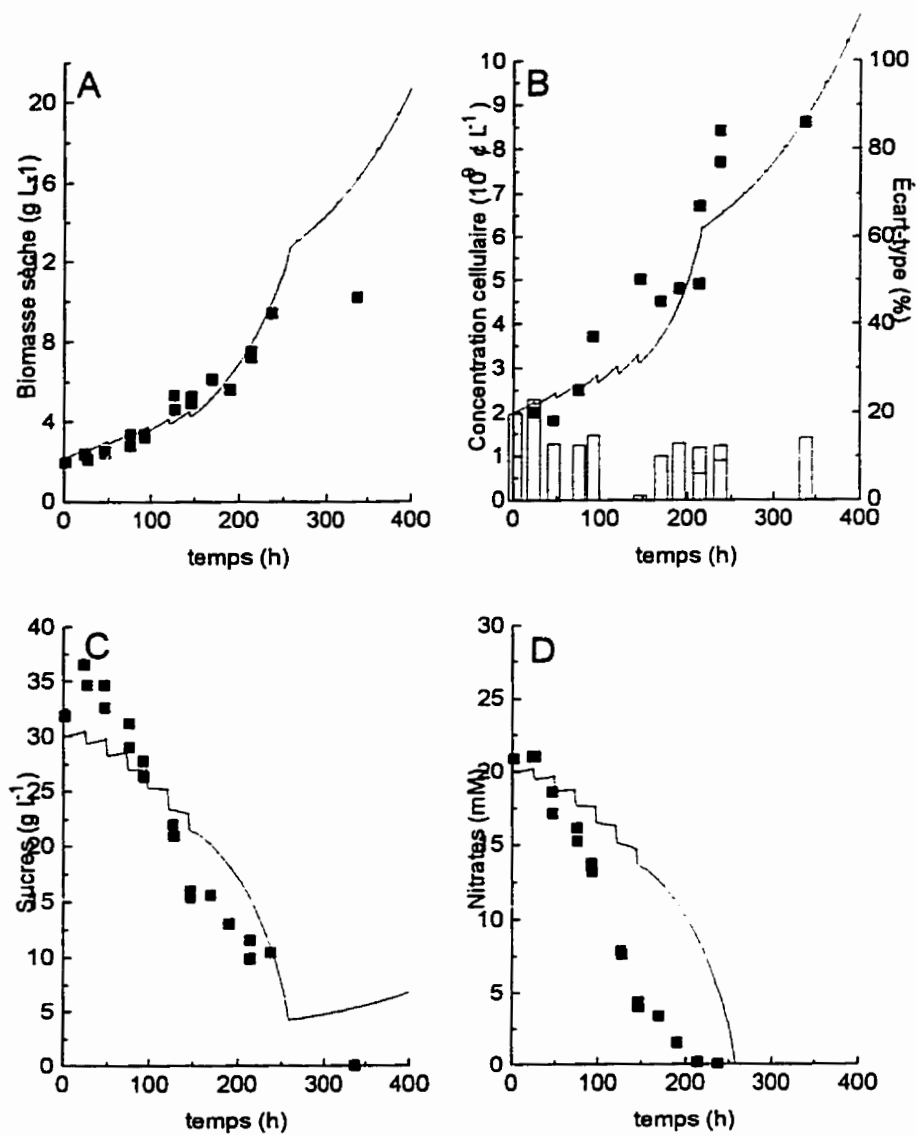 A
Biomasse sèche (g L-1)
20
16
12
8
4
0
0 100 200 300 400
temps (h)
B
Concentration cellulaire (10^9 ¢ L^-1)
10
9
8
7
6
5
4
3
2
1
0
100
80
60
40
20
0
Écart-type (%)
0 100 200 300 400
temps (h)
C
Sucres (g L^-1)
40
35
30
25
20
15
10
5
0
0 100 200 300 400
temps (h)
D
Nitrates (mM)
30
25
20
15
10
5
0
0 100 200 300 400
temps (h)